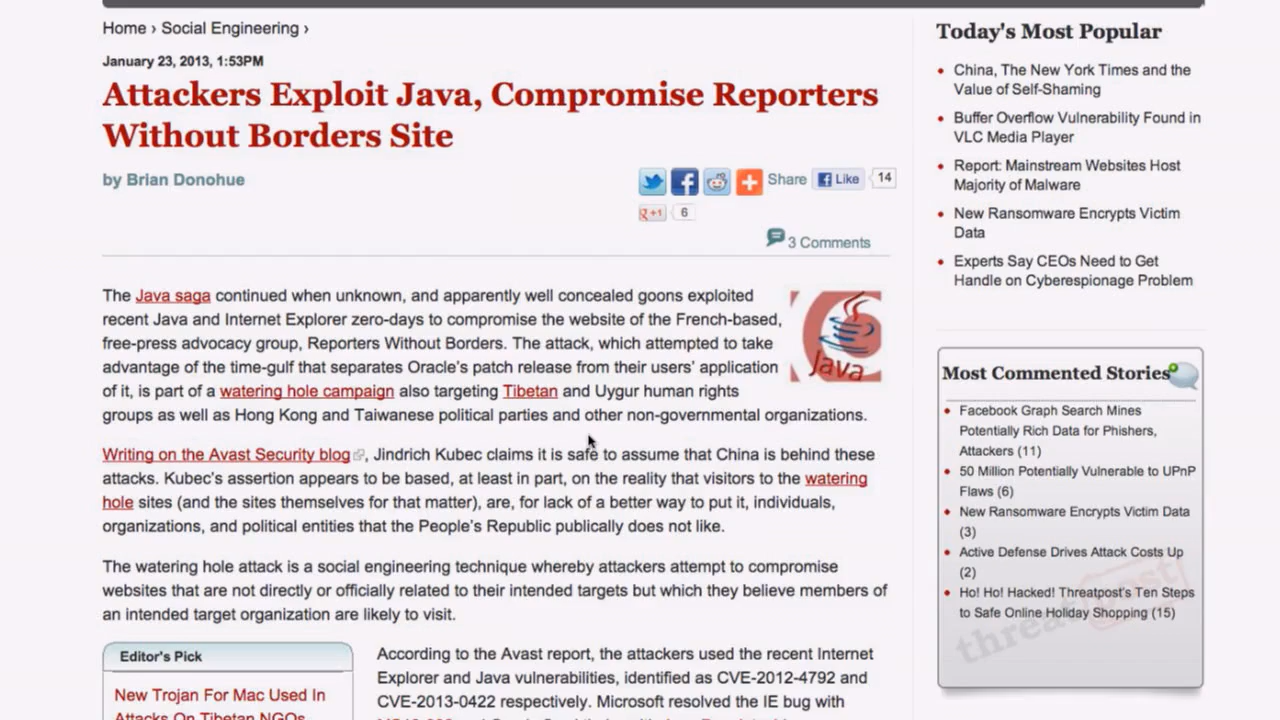 Home › Social Engineering ›
January 23, 2013, 1:53PM
Attackers Exploit Java, Compromise Reporters
Without Borders Site
by Brian Donohue
Share
Like
14
+1
6
3 Comments
The Java saga continued when unknown, and apparently well concealed goons exploited
recent Java and Internet Explorer zero-days to compromise the website of the French-based,
free-press advocacy group, Reporters Without Borders. The attack, which attempted to take
advantage of the time-gulf that separates Oracle's patch release from their users' application
of it, is part of a watering hole campaign also targeting Tibetan and Uygur human rights
groups as well as Hong Kong and Taiwanese political parties and other non-governmental organizations.
Java
Writing on the Avast Security blog, Jindrich Kubec claims it is safe to assume that China is behind these
attacks. Kubec's assertion appears to be based, at least in part, on the reality that visitors to the watering
hole sites (and the sites themselves for that matter), are, for lack of a better way to put it, individuals,
organizations, and political entities that the People's Republic publically does not like.
The watering hole attack is a social engineering technique whereby attackers attempt to compromise
websites that are not directly or officially related to their intended targets but which they believe members of
an intended target organization are likely to visit.
Editor's Pick
New Trojan For Mac Used In
Attacks On Tibetan NGOs
According to the Avast report, the attackers used the recent Internet
Explorer and Java vulnerabilities, identified as CVE-2012-4792 and
CVE-2013-0422 respectively. Microsoft resolved the IE bug with
Today's Most Popular
China, The New York Times and the
Value of Self-Shaming
Buffer Overflow Vulnerability Found in
VLC Media Player
Report: Mainstream Websites Host
Majority of Malware
New Ransomware Encrypts Victim
Data
Experts Say CEOs Need to Get
Handle on Cyberespionage Problem
Most Commented Stories
Facebook Graph Search Mines
Potentially Rich Data for Phishers,
Attackers (11)
50 Million Potentially Vulnerable to UPnP
Flaws (6)
New Ransomware Encrypts Victim Data
(3)
Active Defense Drives Attack Costs Up
(2)
Ho! Ho! Hacked! Threatpost's Ten Steps
to Safe Online Holiday Shopping (15)
threatpost